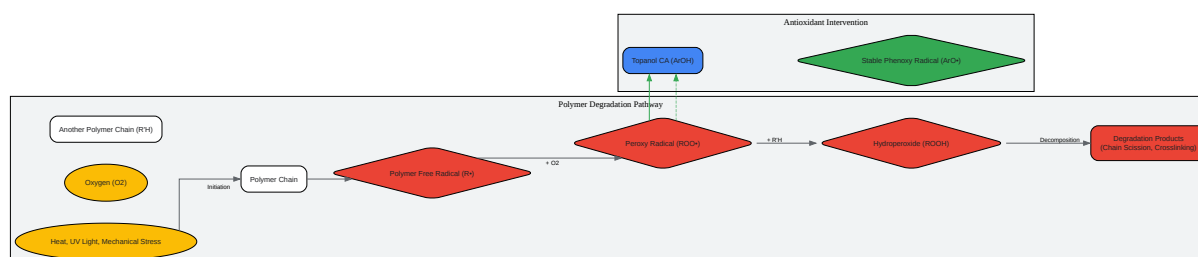 Antioxidant Intervention
Topanol CA (ArOH)
Stable Phenoxy Radical (ArO•)
Polymer Degradation Pathway
Another Polymer Chain (R'H)
Peroxy Radical (ROO•)
+ R'H
Hydroperoxide (ROOH)
Decomposition
Degradation Products
(Chain Scission, Crosslinking)
+ O2
Polymer Free Radical (R•)
Polymer Chain
Oxygen (O2)
Initiation
Heat, UV Light, Mechanical Stress